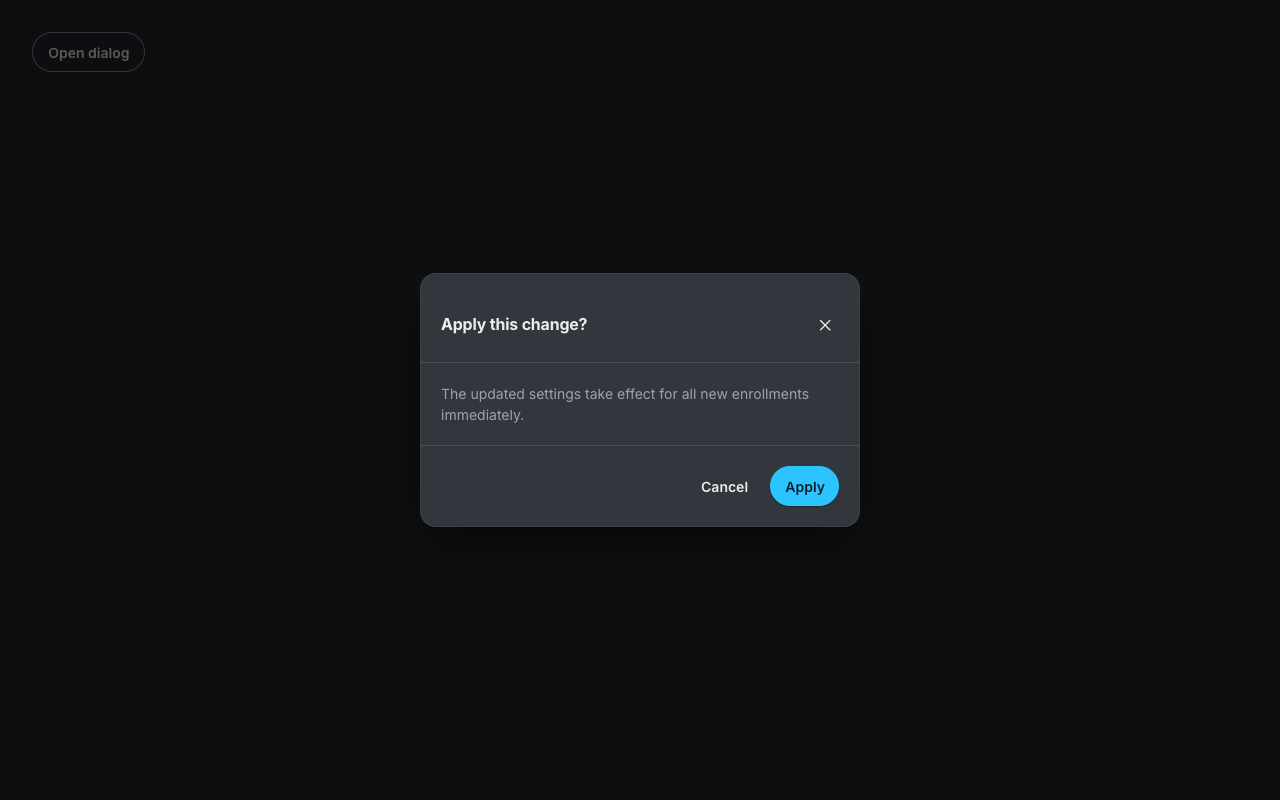 Open dialog
Apply this change?
The updated settings take effect for all new enrollments
immediately.
Cancel
Apply